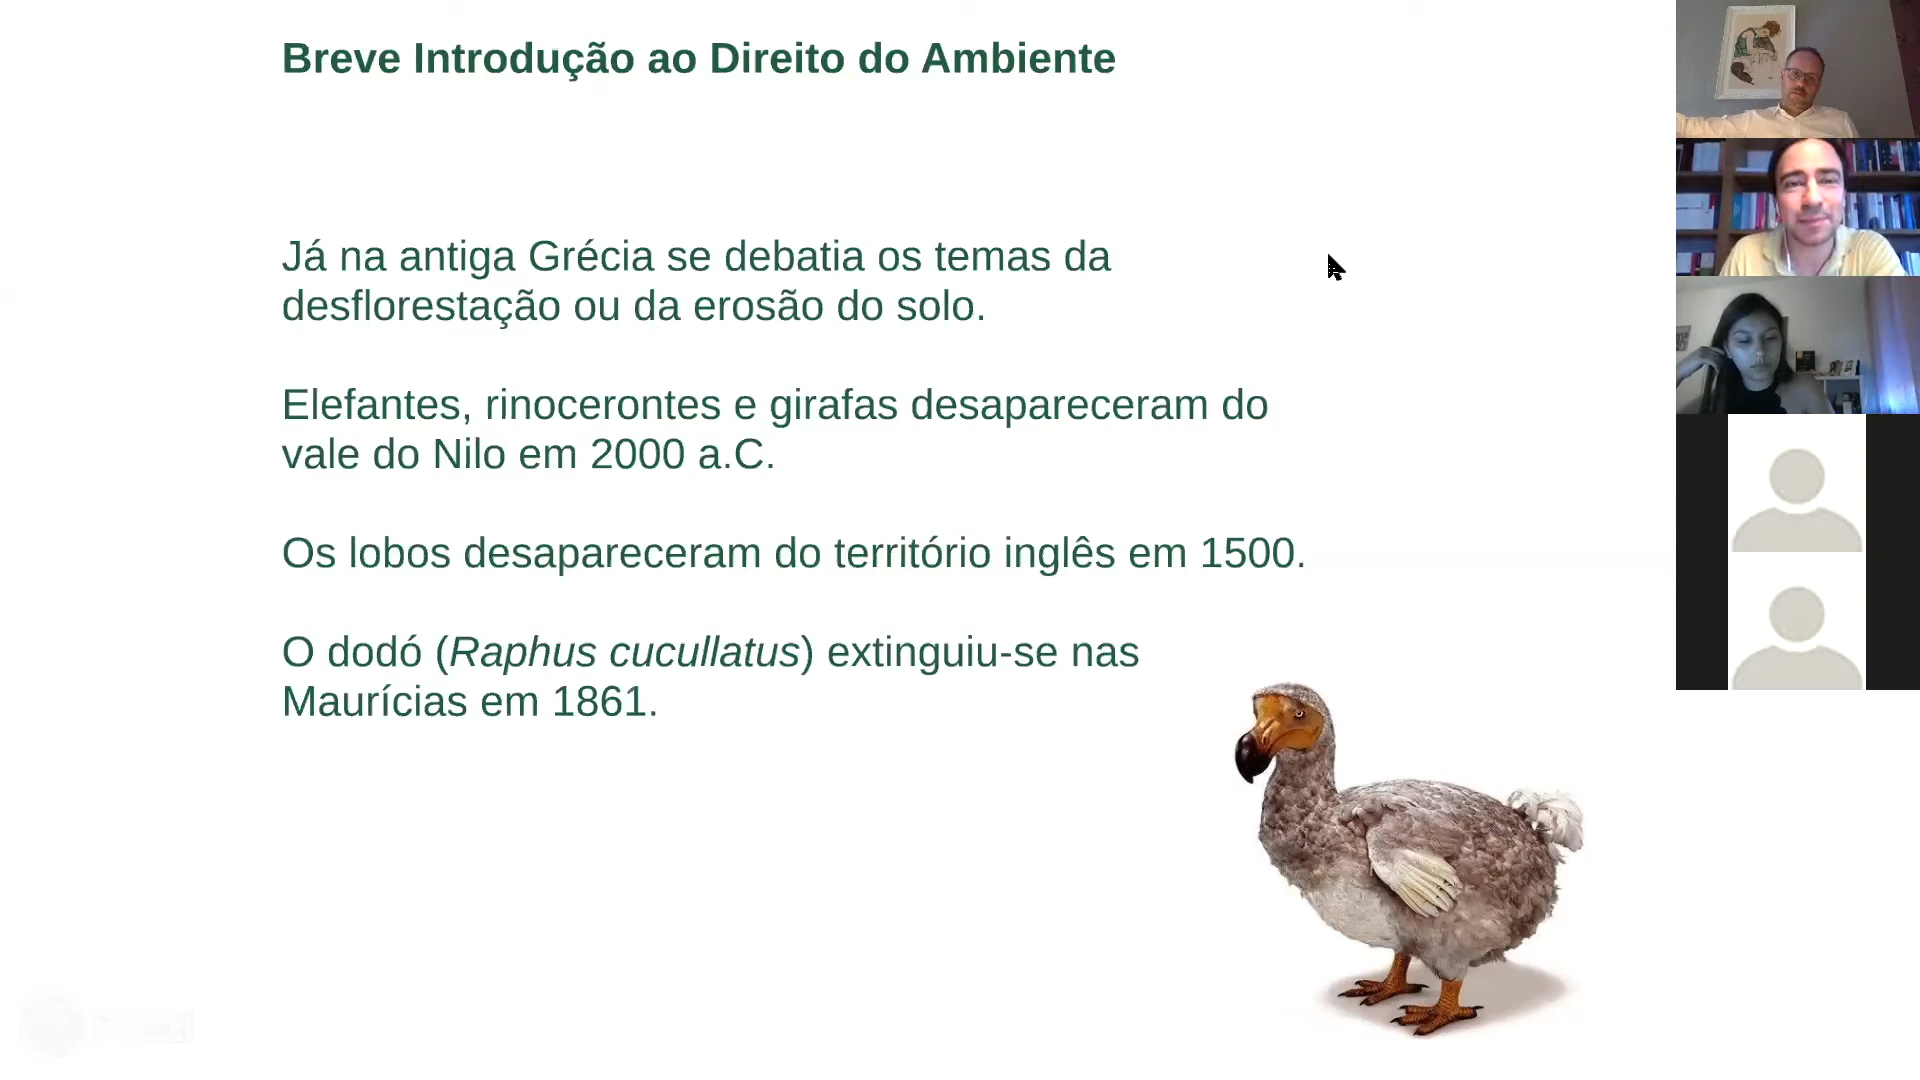 Breve Introdução ao Direito do Ambiente
Já na antiga Grécia se debatia os temas da
desflorestação ou da erosão do solo.
Elefantes, rinocerontes e girafas desapareceram do
vale do Nilo em 2000 a.C.
Os lobos desapareceram do território inglês em 1500.
O dodó (Raphus cucullatus) extinguiu-se nas
Maurícias em 1861.